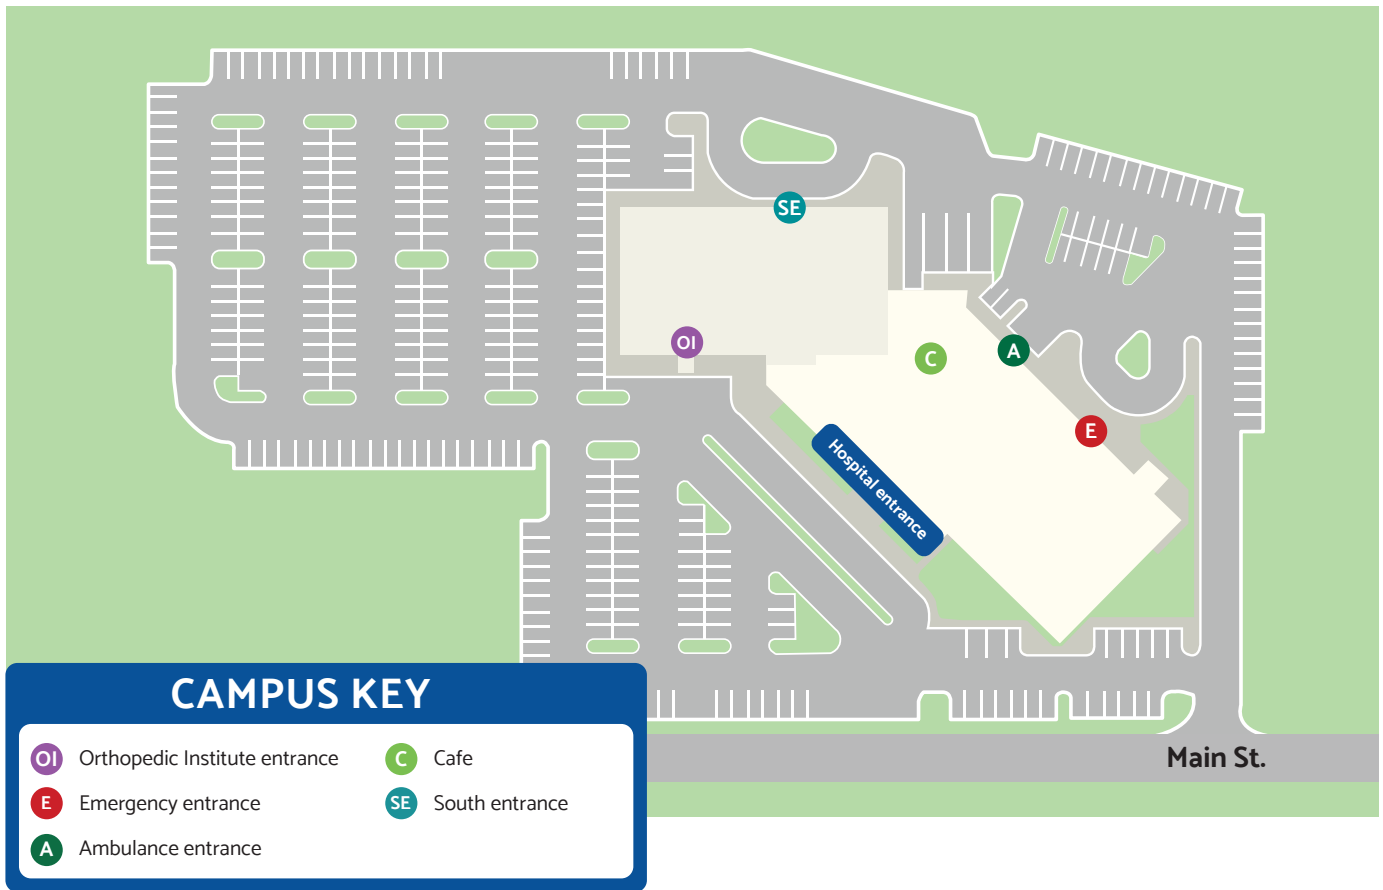 SE
OI
C
A
E
Hospital entrance
Main St.
CAMPUS KEY
OI Orthopedic Institute entrance
E Emergency entrance
A Ambulance entrance
C Cafe
SE South entrance